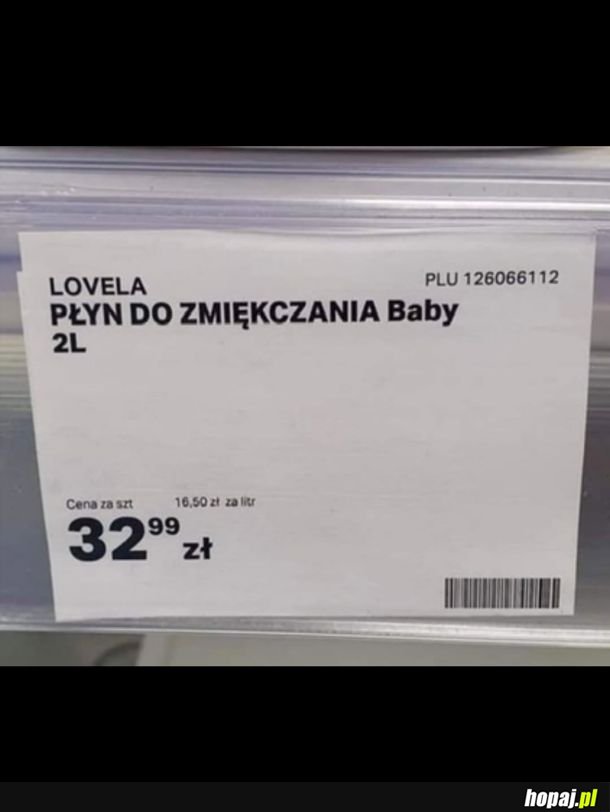 LOVELA
PLU 126066112
PŁYN DO ZMIĘKCZANIA Baby
2L
Cena za szt 16,50 zł za litr
32⁹⁹ zł
hopaj.pl